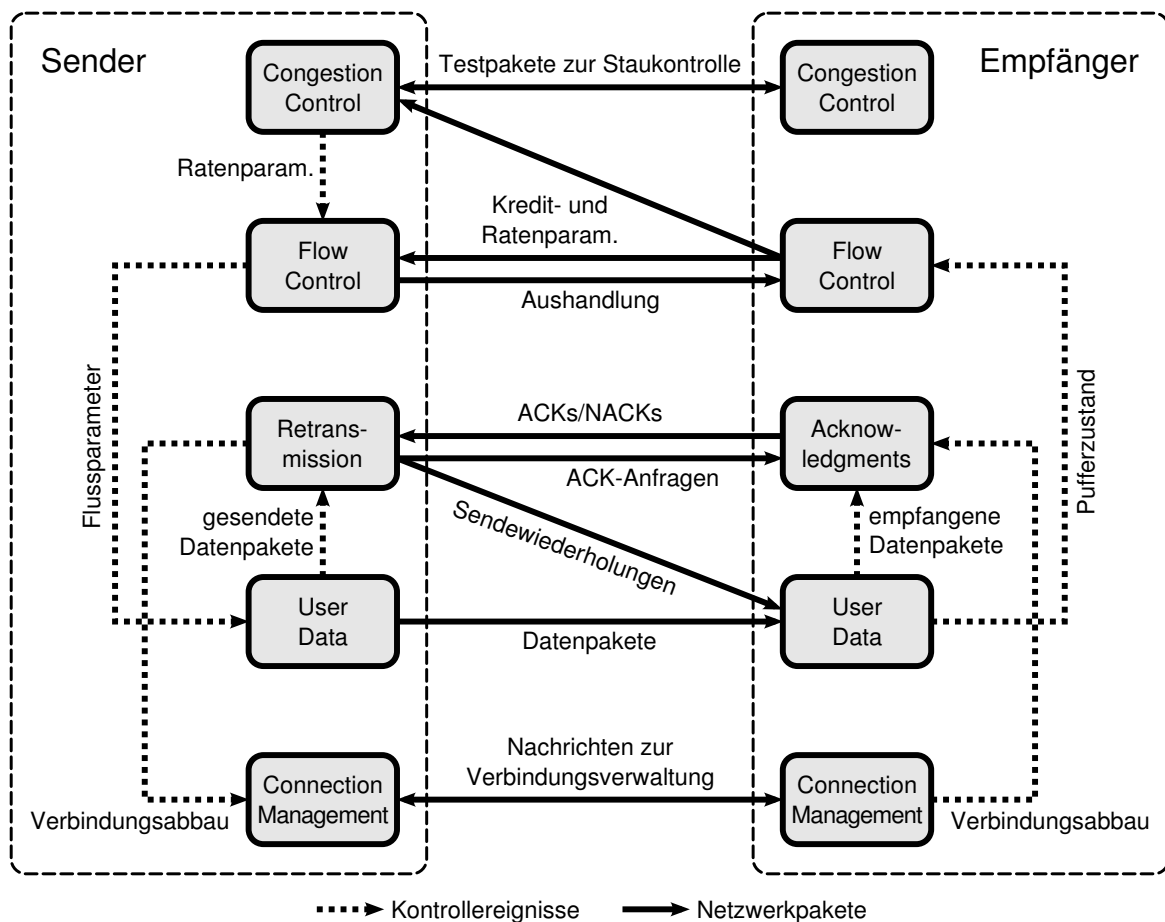 Sender
Empfänger
Congestion
Control
Testpakete zur Staukontrolle
Congestion
Control
Ratenparam.
Kredit- und
Ratenparam.
Flow
Control
Flow
Control
Aushandlung
Flussparameter
Pufferzustand
ACKs/NACKs
Retrans-
mission
Acknow-
ledgments
ACK-Anfragen
Sendewiederholungen
gesendete
Datenpakete
empfangene
Datenpakete
User
Data
User
Data
Datenpakete
Nachrichten zur
Verbindungsverwaltung
Connection
Management
Connection
Management
Verbindungsabbau
Verbindungsabbau
Kontrollereignisse
Netzwerkpakete